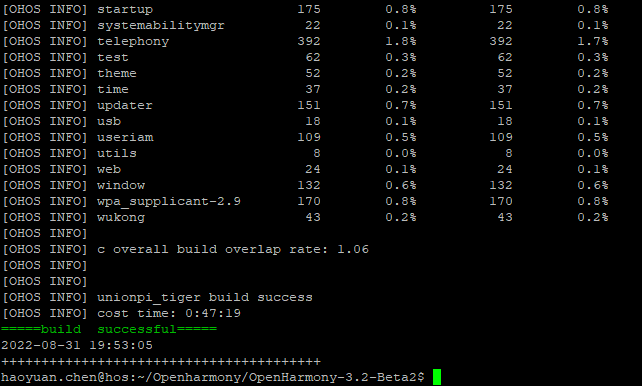 [OHOS INFO] startup 175 0.8% 175 0.8%
[OHOS INFO] systemabilitymgr 22 0.1% 22 0.1%
[OHOS INFO] telephony 392 1.8% 392 1.7%
[OHOS INFO] test 62 0.3% 62 0.3%
[OHOS INFO] theme 52 0.2% 52 0.2%
[OHOS INFO] time 37 0.2% 37 0.2%
[OHOS INFO] updater 151 0.7% 151 0.7%
[OHOS INFO] usb 18 0.1% 18 0.1%
[OHOS INFO] useriam 109 0.5% 109 0.5%
[OHOS INFO] utils 8 0.0% 8 0.0%
[OHOS INFO] web 24 0.1% 24 0.1%
[OHOS INFO] window 132 0.6% 132 0.6%
[OHOS INFO] wpa_supplicant-2.9 170 0.8% 170 0.8%
[OHOS INFO] wukong 43 0.2% 43 0.2%
[OHOS INFO]
[OHOS INFO] c overall build overlap rate: 1.06
[OHOS INFO]
[OHOS INFO]
[OHOS INFO] unionpi_tiger build success
[OHOS INFO] cost time: 0:47:19
=====build  successful=====
2022-08-31 19:53:05
++++++++++++++++++++++++++++++++++++++++
haoyuan.chen@hos:~/Openharmony/OpenHarmony-3.2-Beta2$